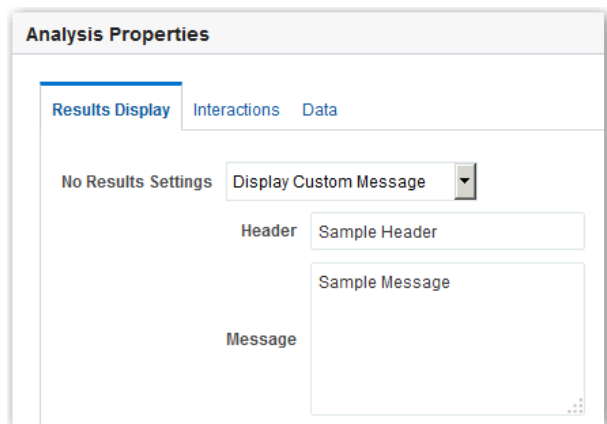 Analysis Properties
Results Display Interactions Data
No Results Settings Display Custom Message
Header Sample Header
Sample Message
Message